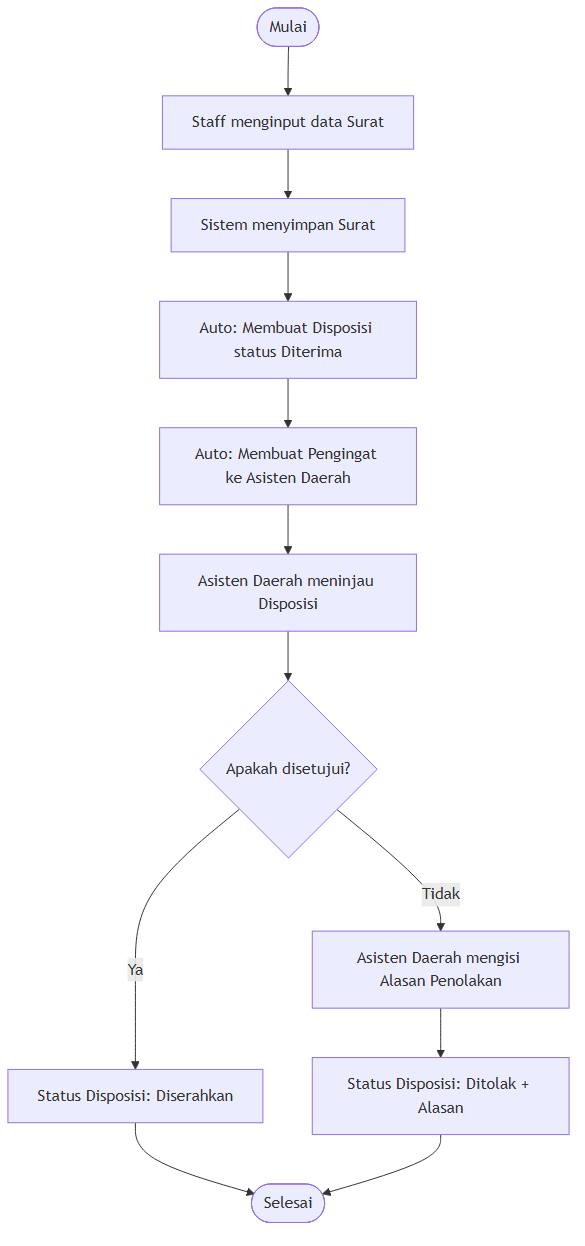 Mulai
Staff menginput data Surat
Sistem menyimpan Surat
Auto: Membuat Disposisi
status Diterima
Auto: Membuat Pengingat
ke Asisten Daerah
Asisten Daerah meninjau
Disposisi
Apakah disetujui?
Tidak
Asisten Daerah mengisi
Alasan Penolakan
Ya
Status Disposisi: Diserahkan
Status Disposisi: Ditolak +
Alasan
Selesai